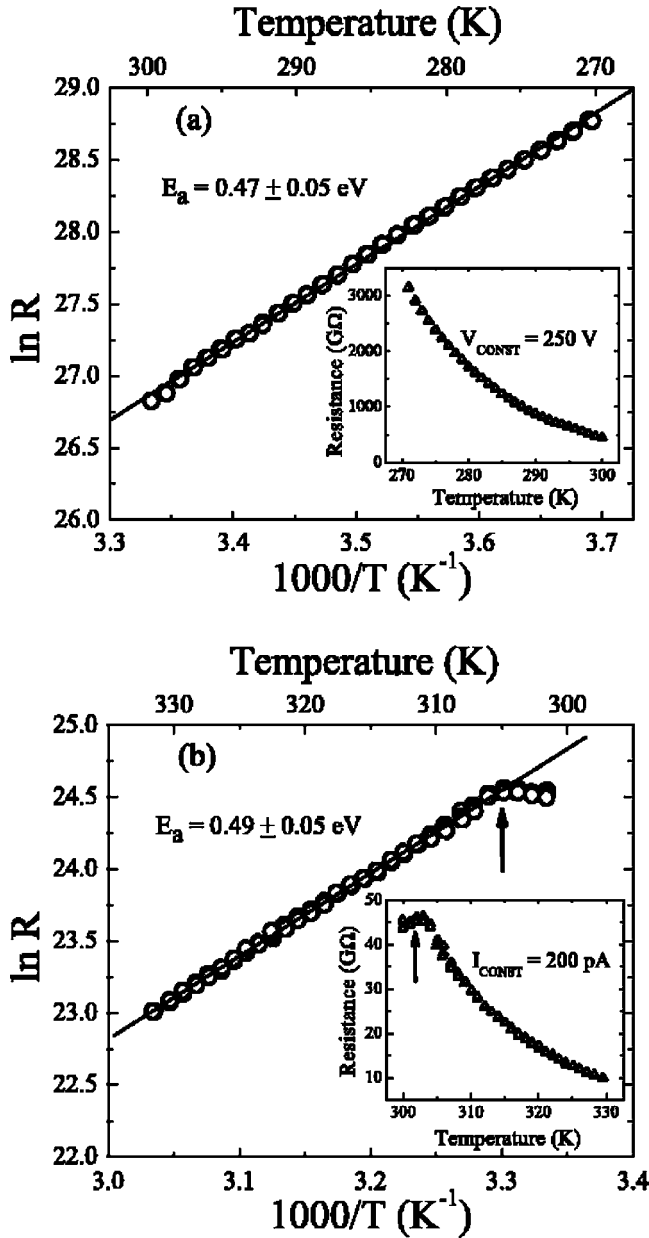 Temperature (K)
300 290 280 270
29.0
(a)
28.5
Eₐ = 0.47 ± 0.05 eV
28.0
ln R
27.5
27.0
26.5
26.0
3000
V_CONST = 250 V
2000
Resistance (GΩ)
1000
0
270 280 290 300
Temperature (K)
3.3 3.4 3.5 3.6 3.7
1000/T (K⁻¹)
Temperature (K)
330 320 310 300
25.0
(b)
24.5
Eₐ = 0.49 ± 0.05 eV
24.0
ln R
23.5
23.0
22.5
22.0
50
40
I_CONST = 200 pA
30
Resistance (GΩ)
20
10
300 310 320 330
Temperature (K)
3.0 3.1 3.2 3.3 3.4
1000/T (K⁻¹)